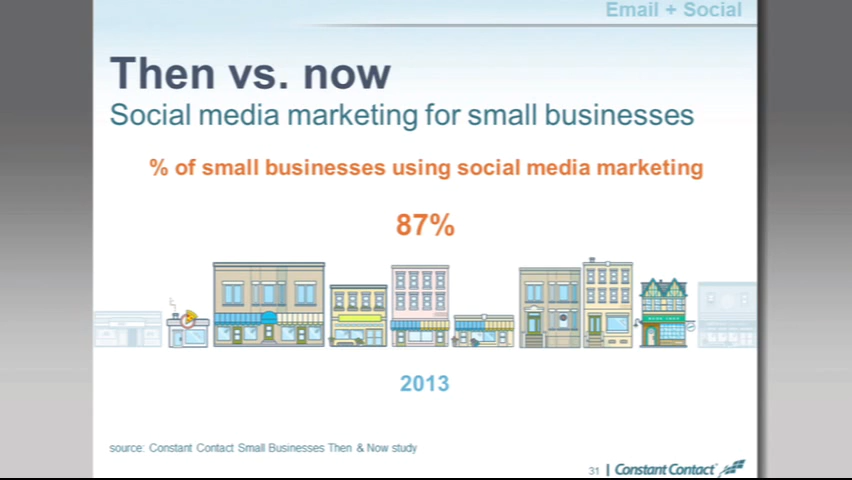 Email + Social
Then vs. now
Social media marketing for small businesses
% of small businesses using social media marketing
87%
2013
source: Constant Contact Small Businesses Then & Now study
31 | Constant Contact